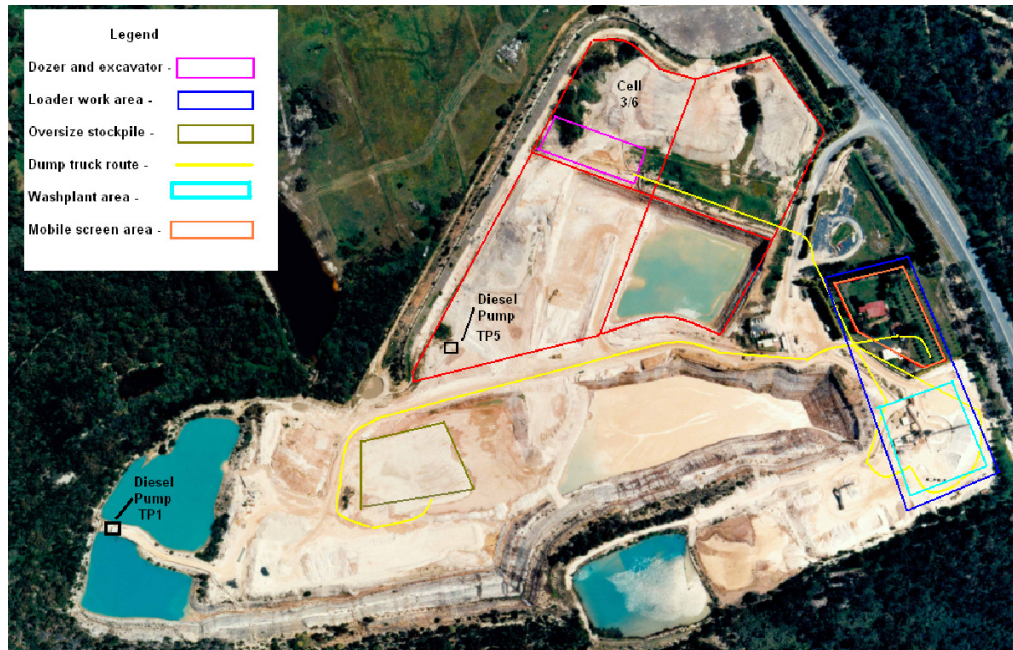 Legend
Dozer and excavator -
Loader work area -
Oversize stockpile -
Dump truck route -
Washplant area -
Mobile screen area -
Cell
3/6
Diesel
Pump
TP5
Diesel
Pump
TP1